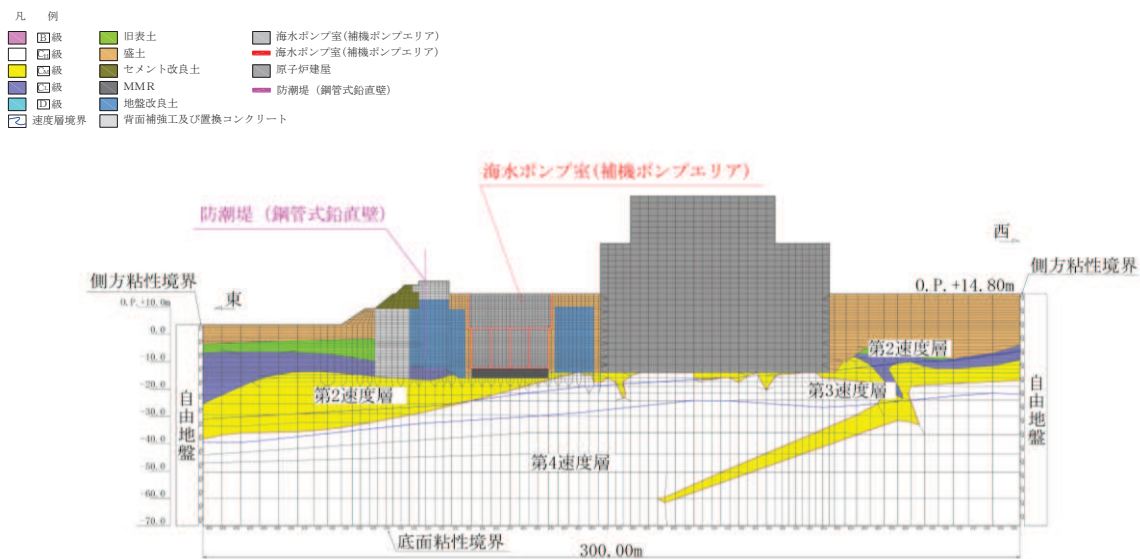 凡 例
B級
CH級
CM級
CL級
D級
速度層境界
旧表土
盛土
セメント改良土
MMR
地盤改良土
背面補強工及び置換コンクリート
海水ポンプ室(補機ポンプエリア)
海水ポンプ室(補機ポンプエリア)
原子炉建屋
防潮堤(鋼管式鉛直壁)
海水ポンプ室(補機ポンプエリア)
防潮堤(鋼管式鉛直壁)
西
側方粘性境界
側方粘性境界
O.P.+14.80m
東
O.P.+10.0m
0.0
-10.0
-20.0
-30.0
-40.0
-50.0
-60.0
-70.0
自由地盤
第2速度層
第2速度層
第3速度層
第4速度層
自由地盤
底面粘性境界
300.00m